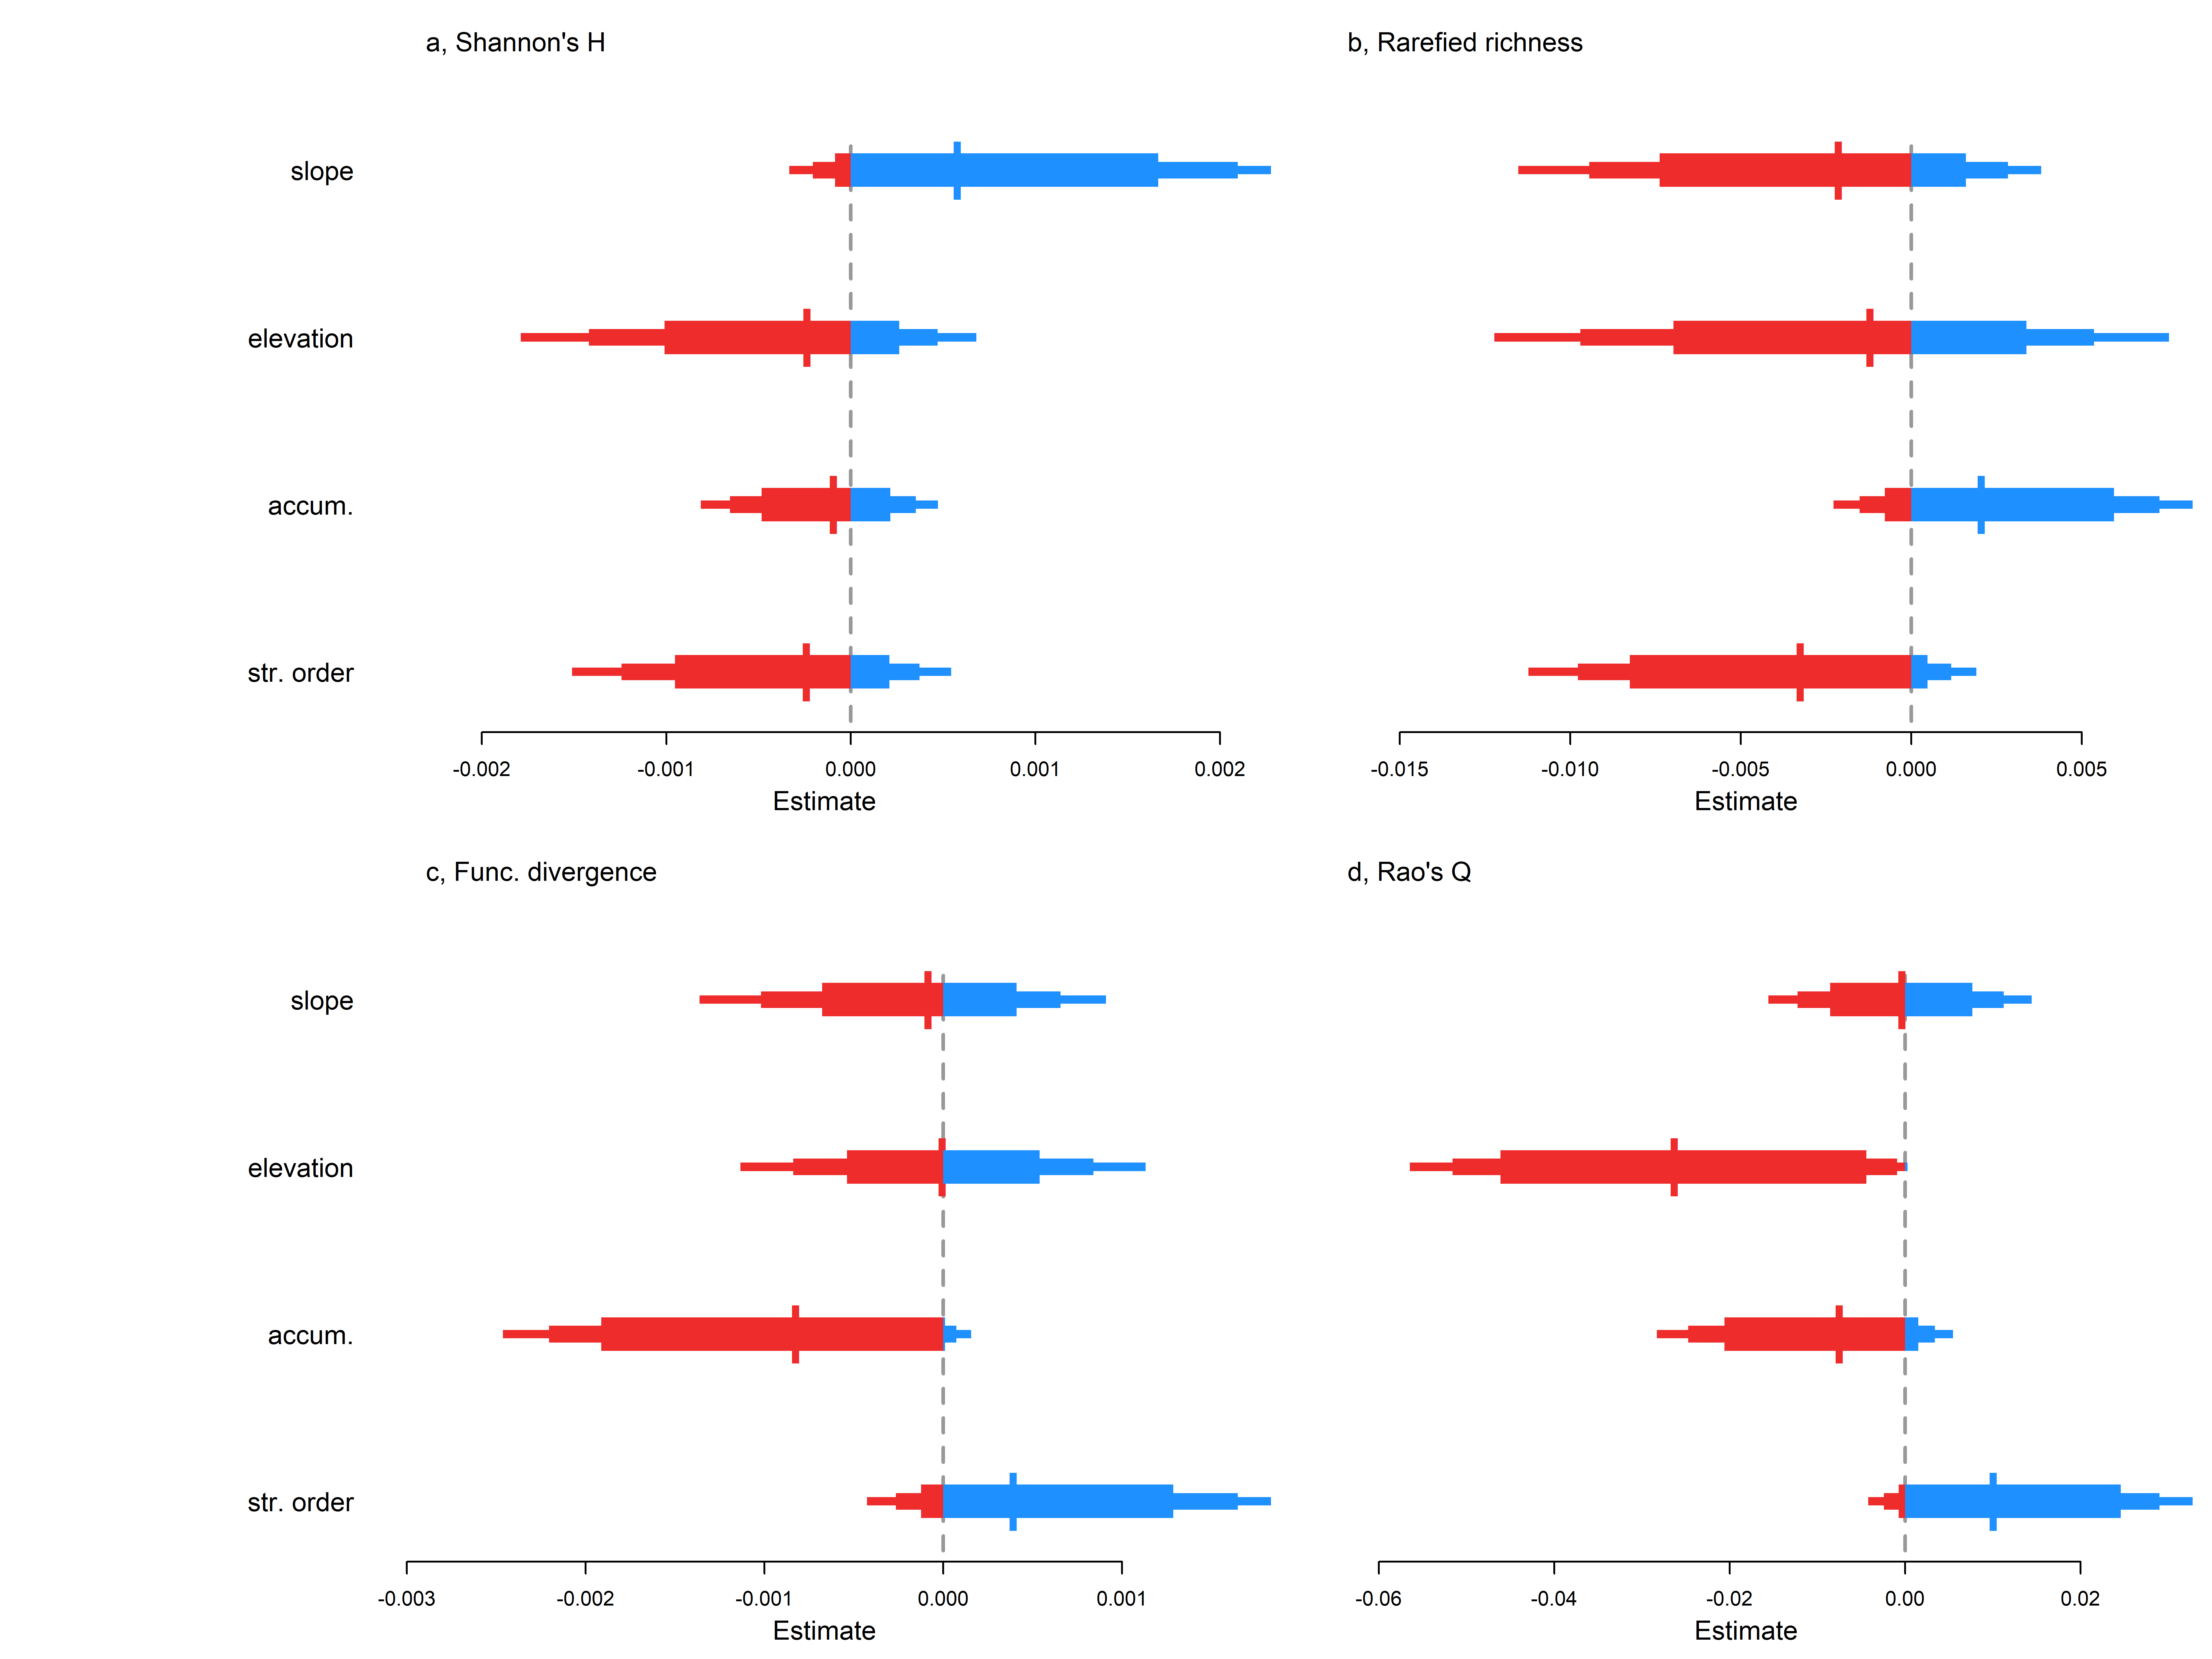 a, Shannon's H
slope
elevation
accum.
str. order
-0.002 -0.001 0.000 0.001 0.002
Estimate
b, Rarefied richness
-0.015 -0.010 -0.005 0.000 0.005
Estimate
c, Func. divergence
slope
elevation
accum.
str. order
-0.003 -0.002 -0.001 0.000 0.001
Estimate
d, Rao's Q
-0.06 -0.04 -0.02 0.00 0.02
Estimate